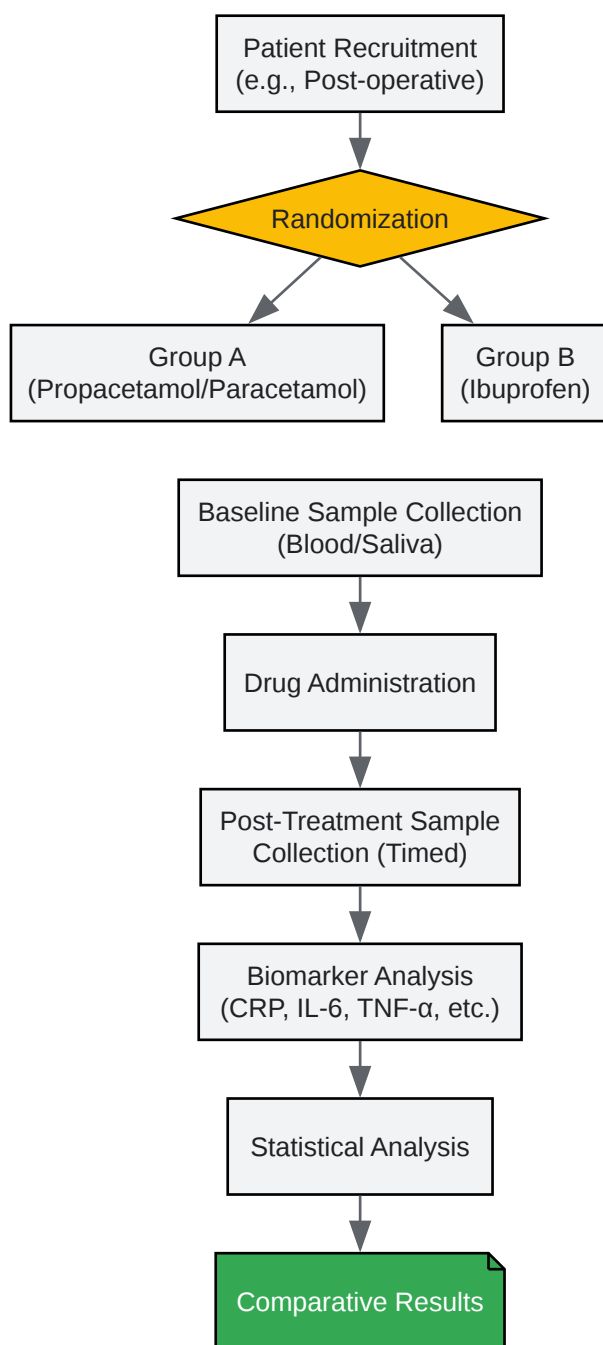 Patient Recruitment
(e.g., Post-operative)
Randomization
Group A
(Propacetamol/Paracetamol)
Group B
(Ibuprofen)
Baseline Sample Collection
(Blood/Saliva)
Drug Administration
Post-Treatment Sample
Collection (Timed)
Biomarker Analysis
(CRP, IL-6, TNF-α, etc.)
Statistical Analysis
Comparative Results